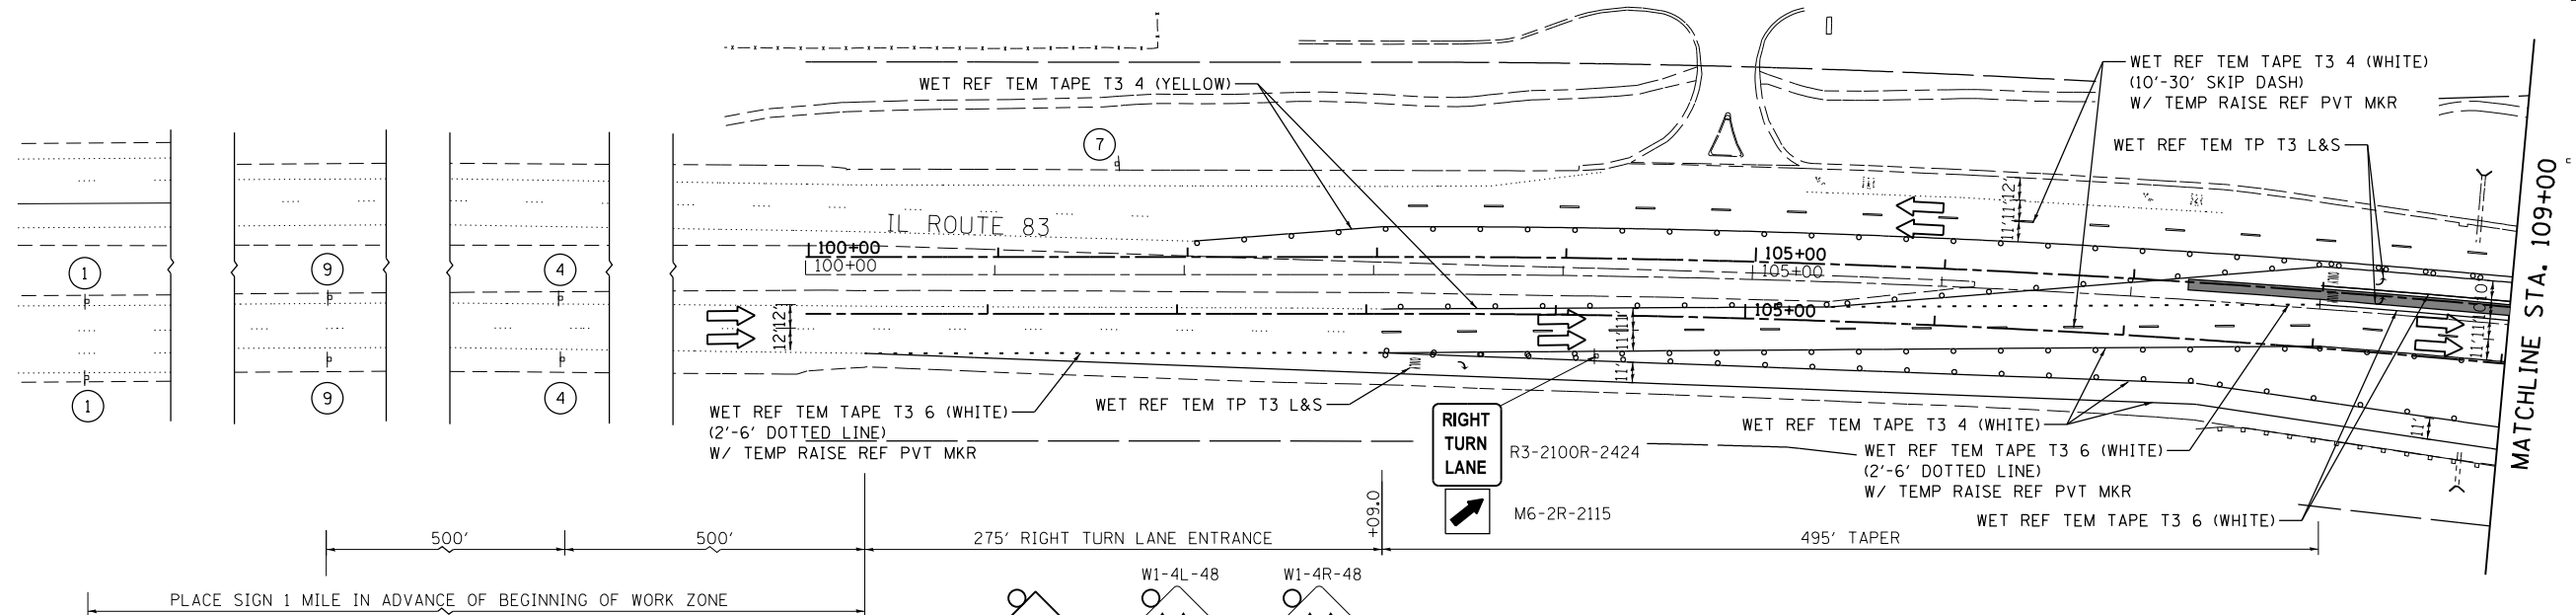 WET REF TEM TAPE T3 4 (YELLOW)
WET REF TEM TAPE T3 4 (WHITE)
(10'-30' SKIP DASH)
W/ TEMP RAISE REF PVT MKR
WET REF TEM TP T3 L&S
7
IL ROUTE 83
11'11'12'
100+00
100+00
105+00
105+00
1
9
4
12'12'
105+00
11'11'
11'
11'
1
9
4
WET REF TEM TAPE T3 6 (WHITE)
(2'-6' DOTTED LINE)
W/ TEMP RAISE REF PVT MKR
WET REF TEM TP T3 L&S
RIGHT
TURN
LANE
R3-2100R-2424
M6-2R-2115
WET REF TEM TAPE T3 4 (WHITE)
WET REF TEM TAPE T3 6 (WHITE)
(2'-6' DOTTED LINE)
W/ TEMP RAISE REF PVT MKR
WET REF TEM TAPE T3 6 (WHITE)
MATCHLINE STA. 109+00
+09.0
500'
500'
275' RIGHT TURN LANE ENTRANCE
495' TAPER
PLACE SIGN 1 MILE IN ADVANCE OF BEGINNING OF WORK ZONE
W1-4L-48
W1-4R-48